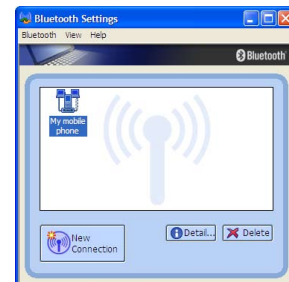 Bluetooth Settings
Bluetooth View Help
Bluetooth
My mobile
phone
New
Connection
Detail...
Delete